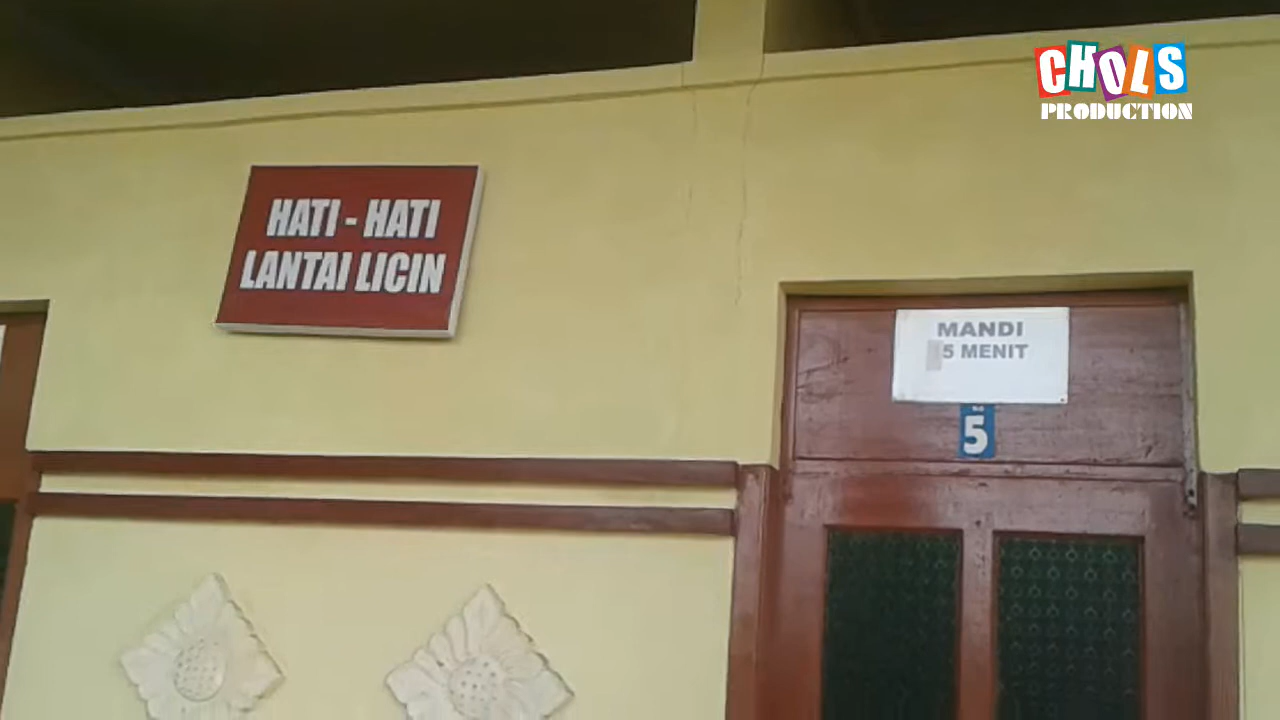 CHOLS
PRODUCTION
HATI - HATI
LANTAI LICIN
MANDI
5 MENIT
5